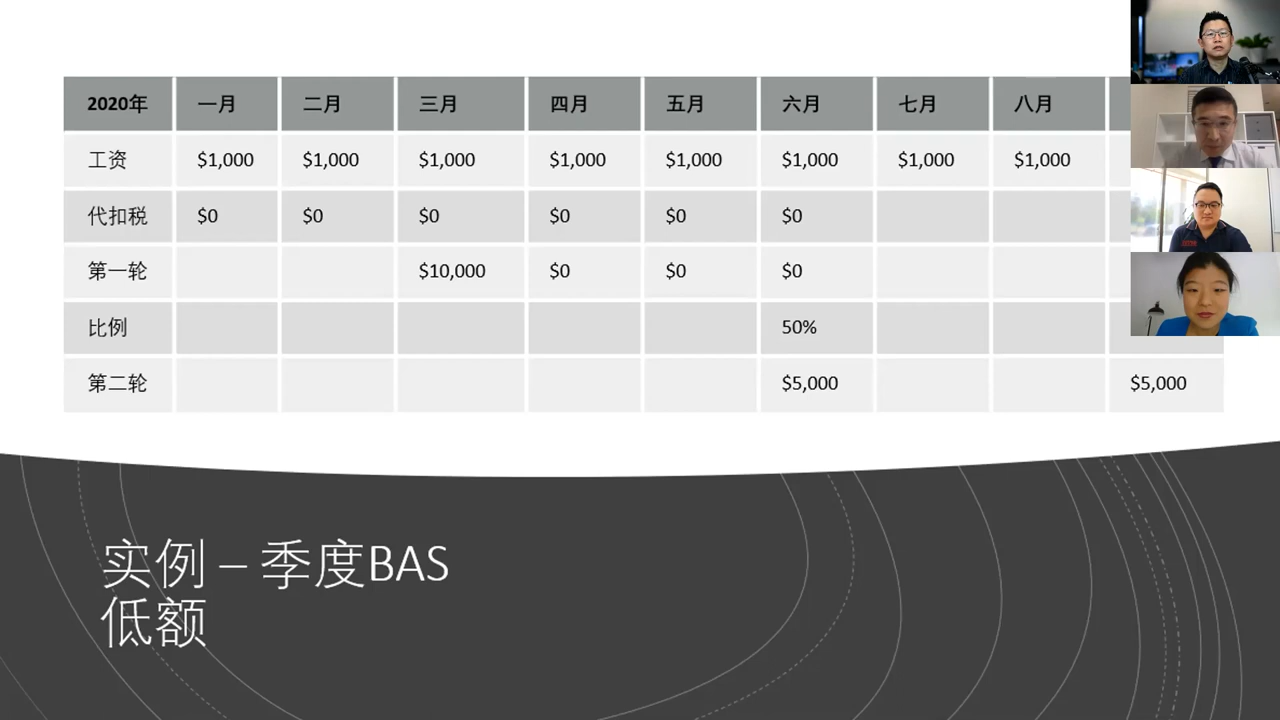 2020年 一月 二月 三月 四月 五月 六月 七月 八月
工资 $1,000 $1,000 $1,000 $1,000 $1,000 $1,000 $1,000 $1,000
代扣税 $0 $0 $0 $0 $0 $0
第一轮 $10,000 $0 $0 $0
比例 50%
第二轮 $5,000 $5,000
实例 – 季度BAS
低额